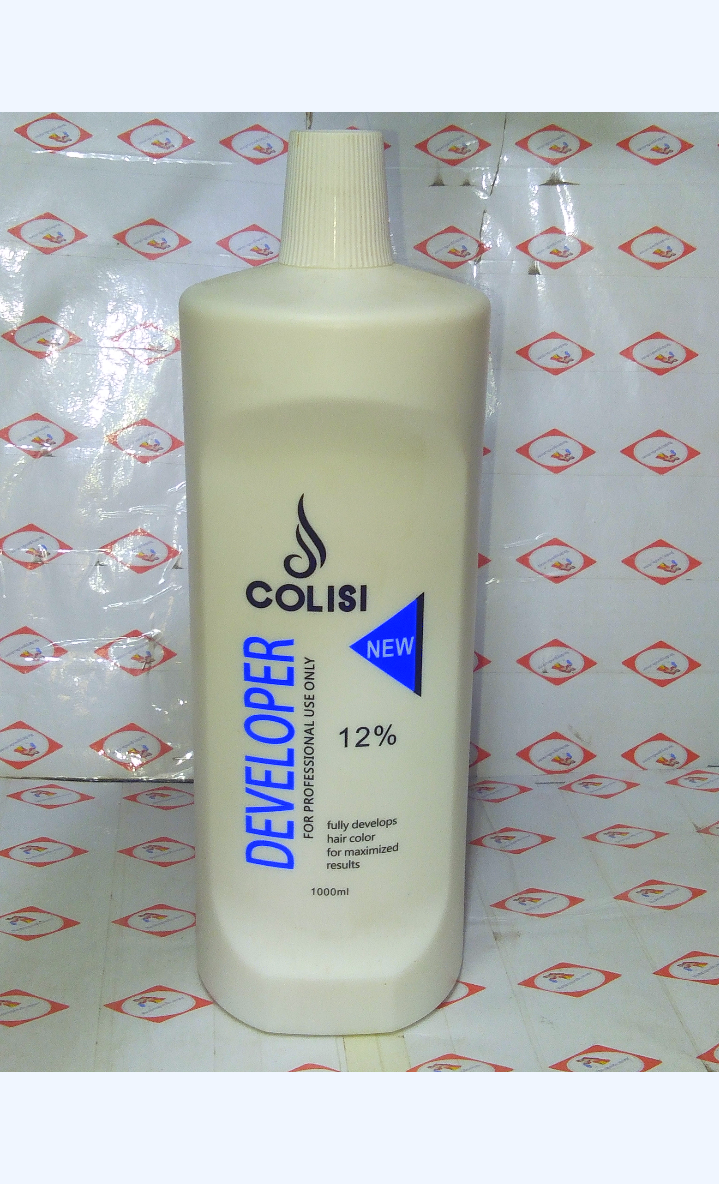 COLISI
NEW
DEVELOPER
FOR PROFESSIONAL USE ONLY
12%
fully develops
hair color
for maximized
results
1000ml